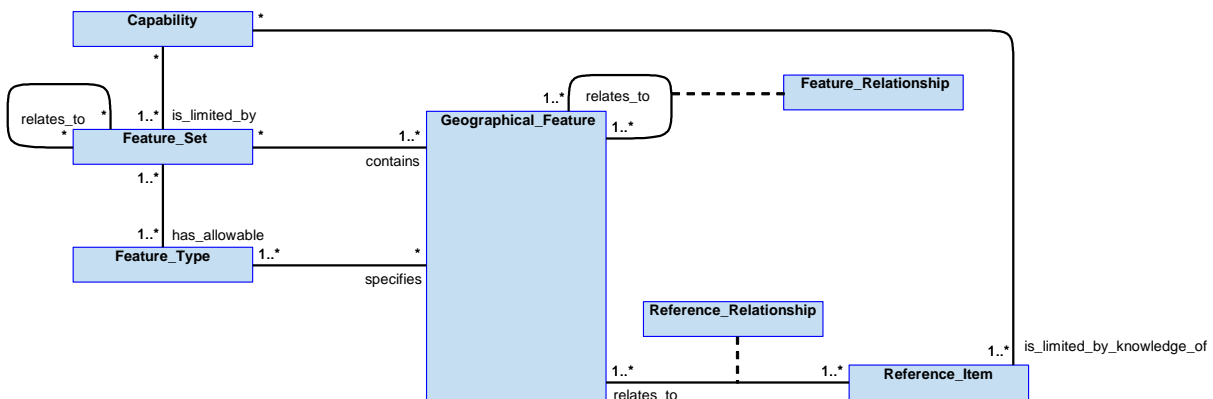 Capability
*
*
Feature_Relationship
relates_to
1..*
relates_to
*
*
1..*
is_limited_by
1..*
Geographical_Feature
Feature_Set
*
1..*
contains
1..*
1..*
has_allowable
Feature_Type
1..*
*
specifies
Reference_Relationship
1..*
is_limited_by_knowledge_of
1..*
1..*
Reference_Item
relates_to